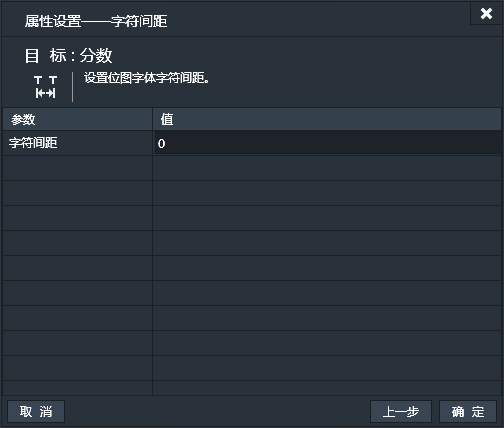 属性设置——字符间距
目 标 : 分数
设置位图字体字符间距。
参数 值
字符间距 0
取 消 上一步 确 定